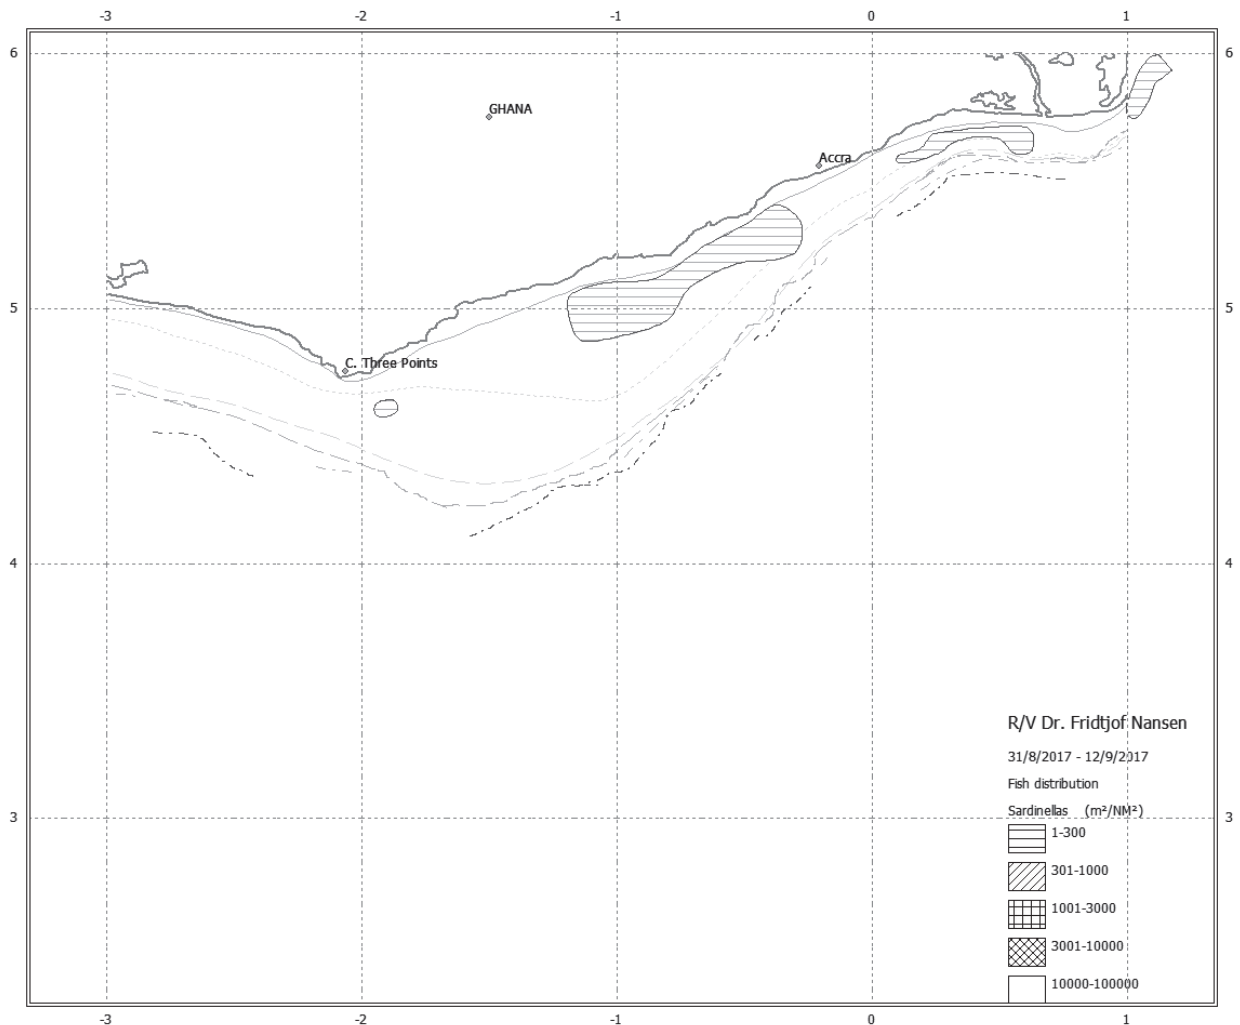 -3 -2 -1 0 1
6 6
GHANA
Accra
5 5
C. Three Points
4 4
R/V Dr. Fridtjof Nansen
31/8/2017 - 12/9/2017
Fish distribution
Sardinellas (m²/NM²)
3 3
1-300
301-1000
1001-3000
3001-10000
10000-100000
-3 -2 -1 0 1